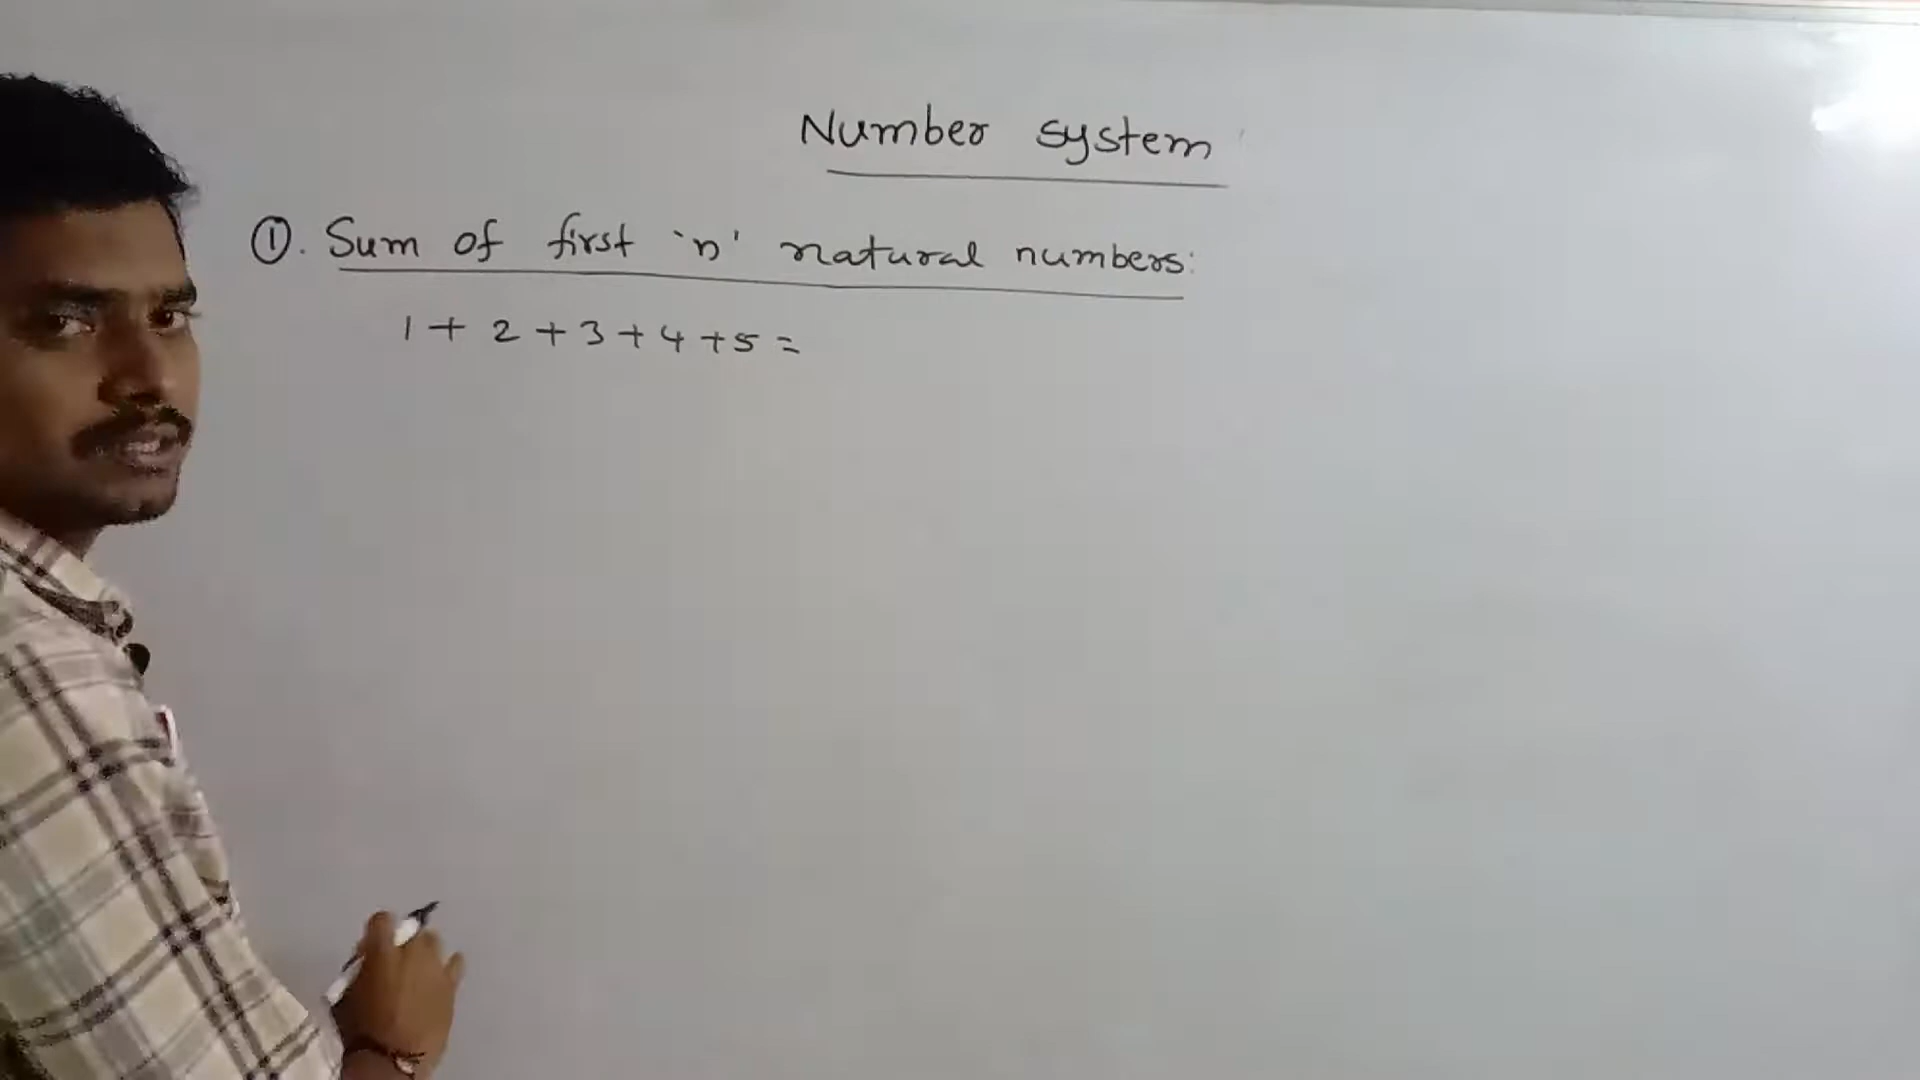 Number system
①. Sum of first 'n' natural numbers:
1 + 2 + 3 + 4 + 5 =